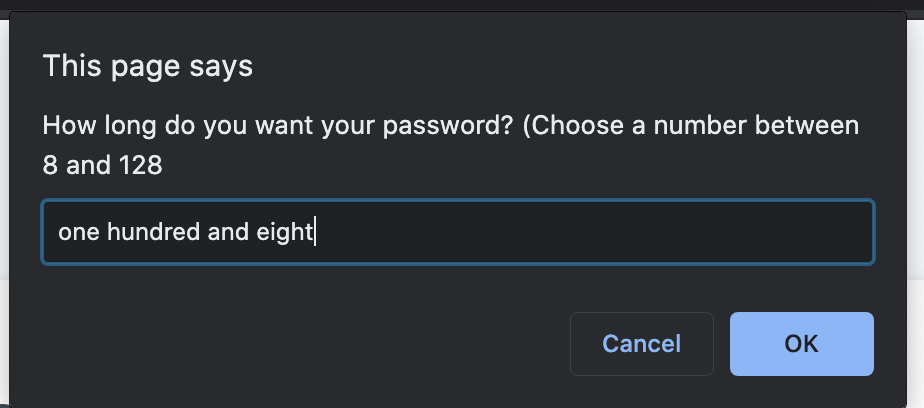 This page says
How long do you want your password? (Choose a number between
8 and 128
one hundred and eight
Cancel OK